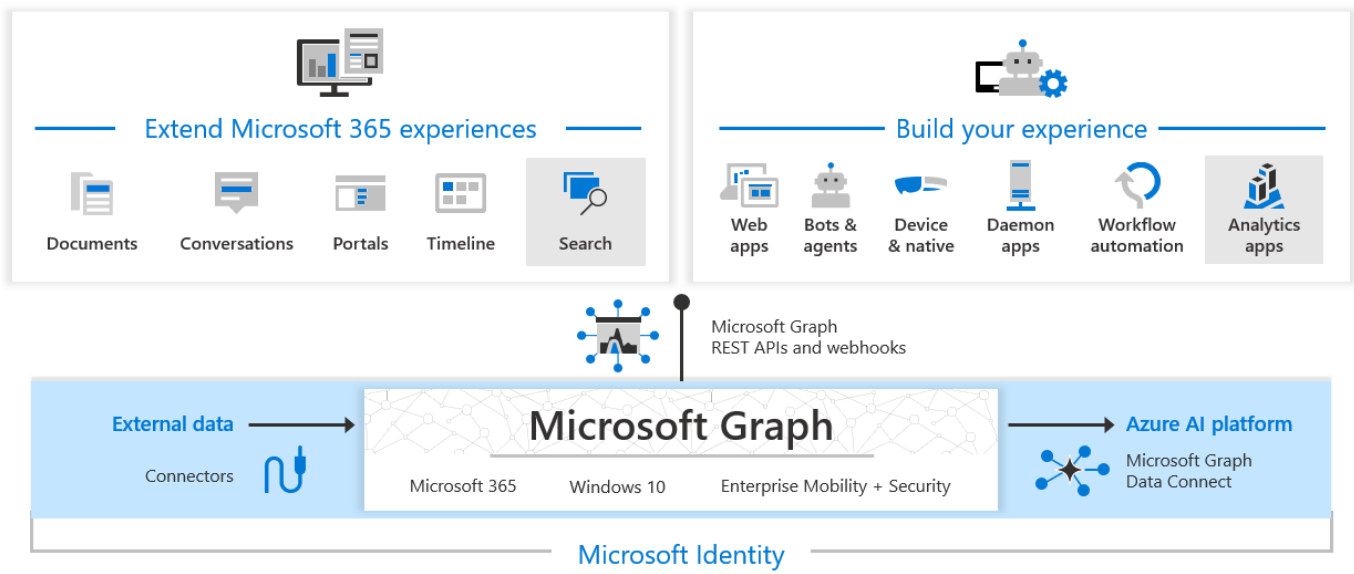 Extend Microsoft 365 experiences
Documents
Conversations
Portals
Timeline
Search
Build your experience
Web
apps
Bots &
agents
Device
& native
Daemon
apps
Workflow
automation
Analytics
apps
Microsoft Graph
REST APIs and webhooks
External data
Connectors
Microsoft Graph
Microsoft 365
Windows 10
Enterprise Mobility + Security
Azure AI platform
Microsoft Graph
Data Connect
Microsoft Identity